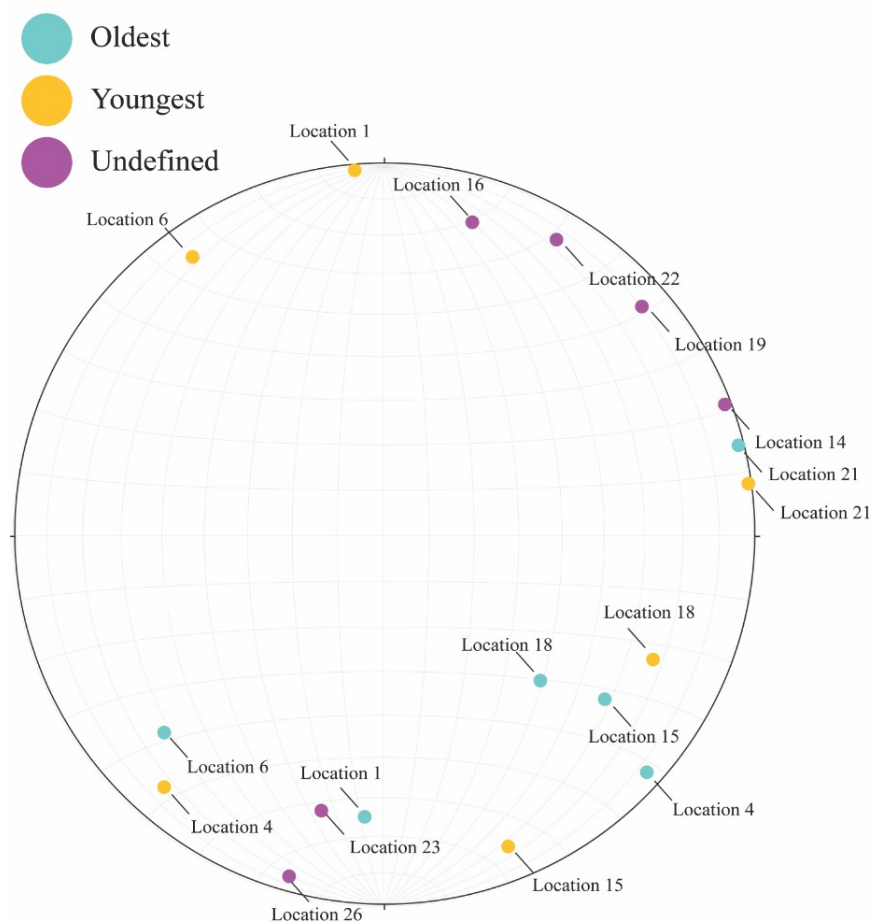 Oldest
Youngest
Undefined
Location 1
Location 16
Location 6
Location 22
Location 19
Location 14
Location 21
Location 21
Location 18
Location 18
Location 15
Location 6
Location 1
Location 4
Location 4
Location 23
Location 15
Location 26